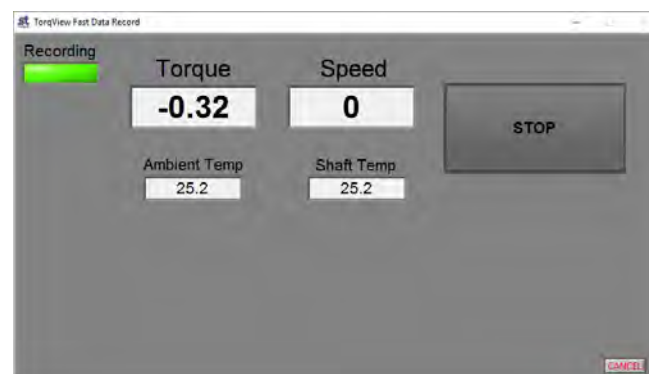 st TorqView Fast Data Record
Recording
Torque
Speed
-0.32
0
STOP
Ambient Temp
Shaft Temp
25.2
25.2
CANCEL